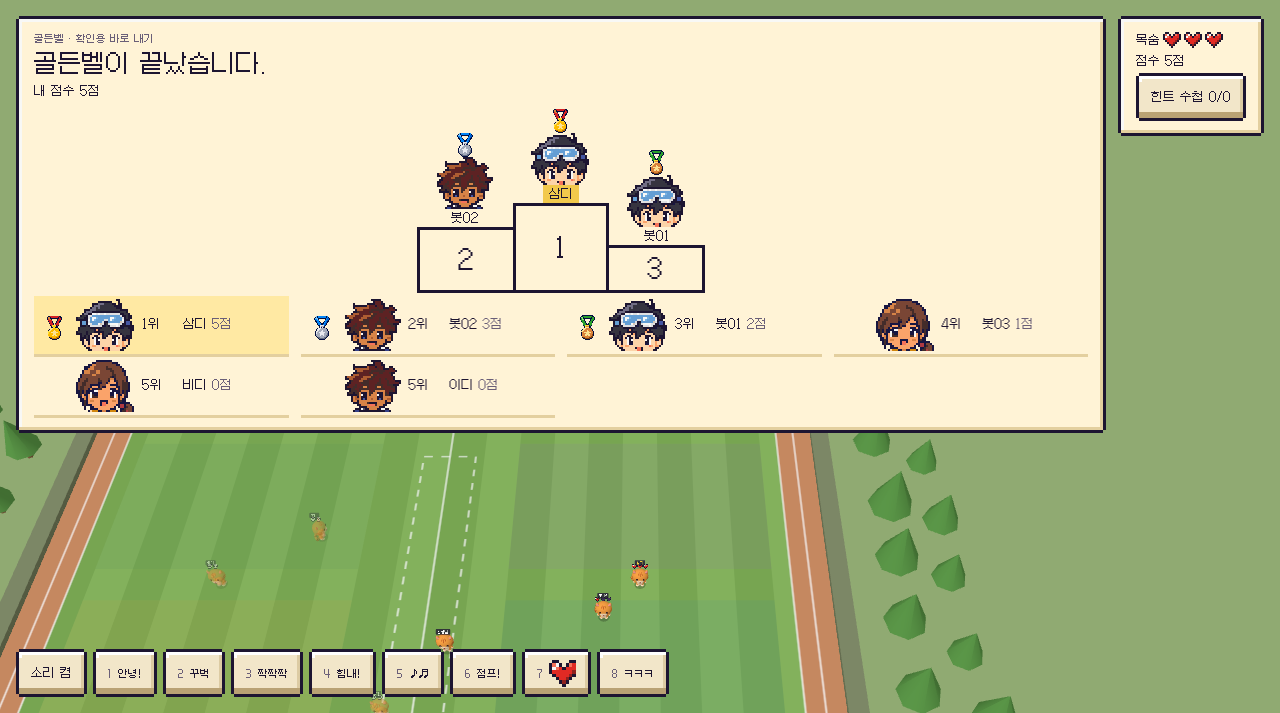 골든벨 · 확인용 바로 내기
골든벨이 끝났습니다.
내 점수 5점
목숨
점수 5점
힌트 수첩 0/0
삼디
봇02
봇01
2
1
3
1위 삼디 5점
2위 봇02 3점
3위 봇01 2점
4위 봇03 1점
5위 비디 0점
5위 이디 0점
소리 켬
1 안녕!
2 꾸벅
3 짝짝짝
4 힘내!
5 ♪♬
6 점프!
7
8 ㅋㅋㅋ